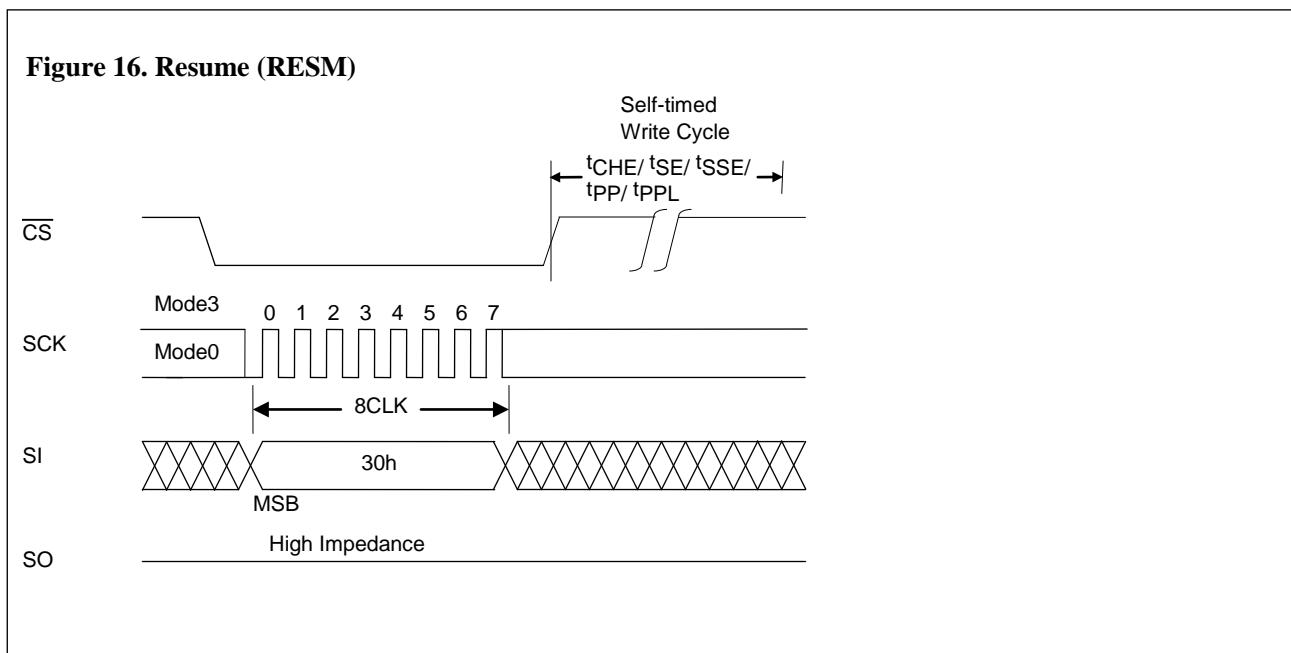 Figure 16. Resume (RESM)
Self-timed
Write Cycle
tCHE/ tSE/ tSSE/
tPP/ tPPL
CS
Mode3
0 1 2 3 4 5 6 7
SCK
Mode0
8CLK
SI
30h
MSB
High Impedance
SO